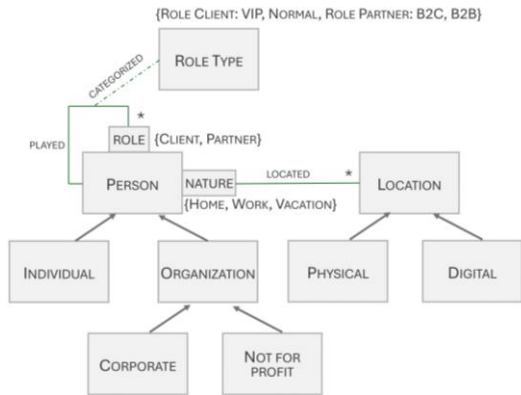 {ROLE CLIENT: VIP, NORMAL, ROLE PARTNER: B2C, B2B}
ROLE TYPE
CATEGORIZED
*
ROLE {CLIENT, PARTNER}
PLAYED
PERSON
NATURE
LOCATED
*
LOCATION
{HOME, WORK, VACATION}
INDIVIDUAL
ORGANIZATION
PHYSICAL
DIGITAL
CORPORATE
NOT FOR
PROFIT